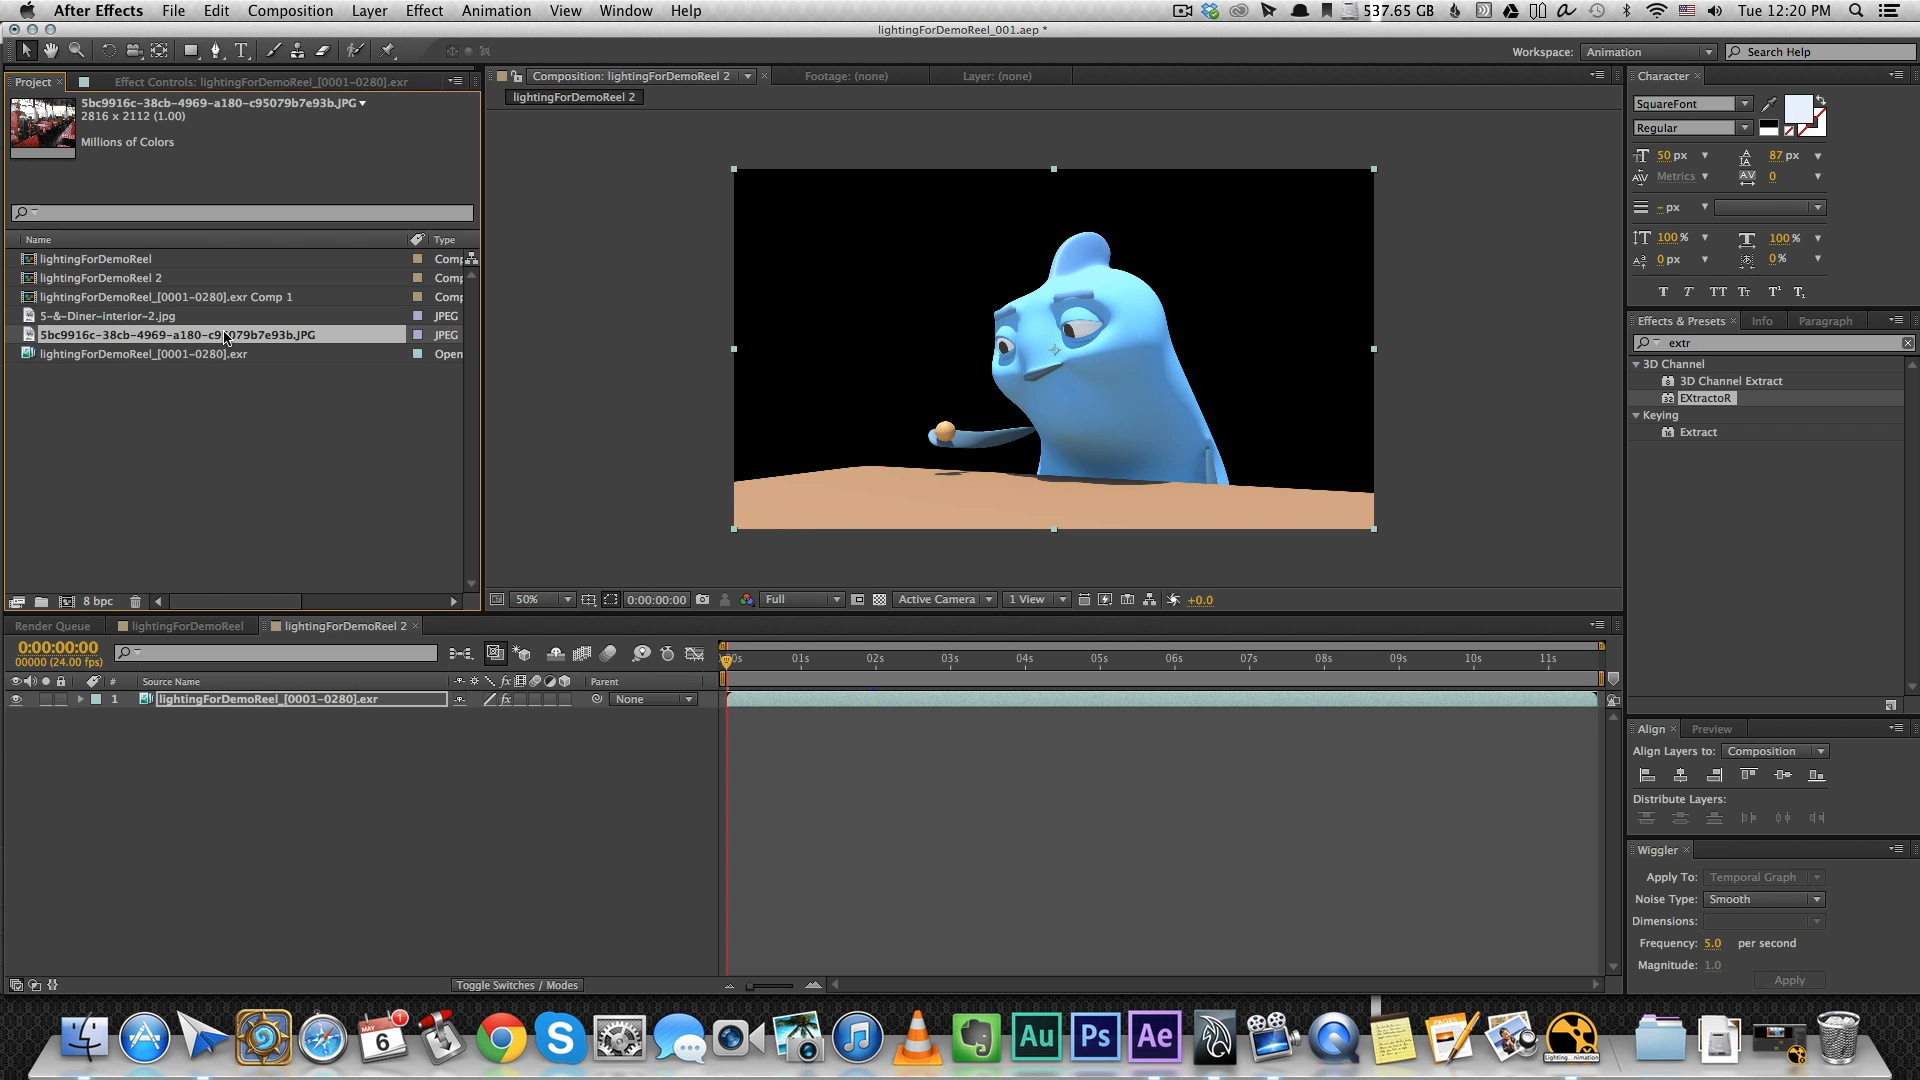 After Effects File Edit Composition Layer Effect Animation View Window Help 537.65 GB Tue 12:20 PM
lightingForDemoReel_001.aep *
Workspace: Animation Search Help
Project Effect Controls: lightingForDemoReel_[0001-0280].exr
5bc9916c-38cb-4969-a180-c95079b7e93b.JPG
2816 x 2112 (1.00)
Millions of Colors
Name Type
lightingForDemoReel Comp
lightingForDemoReel 2 Comp
lightingForDemoReel_[0001-0280].exr Comp 1 Comp
5-&-Diner-interior-2.jpg JPEG
5bc9916c-38cb-4969-a180-c95079b7e93b.JPG JPEG
lightingForDemoReel_[0001-0280].exr Open
8 bpc
Composition: lightingForDemoReel 2 Footage: (none) Layer: (none)
lightingForDemoReel 2
50% 0:00:00:00 Full Active Camera 1 View +0.0
Character
SquareFont
Regular
50 px 87 px
Metrics 0
- px
100 % 100 %
0 px 0 %
T T TT Tt T¹ T₁
Effects & Presets Info Paragraph
extr
3D Channel
3D Channel Extract
EXtractoR
Keying
Extract
Align Preview
Align Layers to: Composition
Distribute Layers:
Wiggler
Apply To: Temporal Graph
Noise Type: Smooth
Dimensions:
Frequency: 5.0 per second
Magnitude: 1.0
Apply
Render Queue lightingForDemoReel lightingForDemoReel 2
0:00:00:00
00000 (24.00 fps)
01s 02s 03s 04s 05s 06s 07s 08s 09s 10s 11s
# Source Name fx Parent
1 lightingForDemoReel_[0001-0280].exr fx None
Toggle Switches / Modes
MAY
6
1
Au Ps Ae
PAGES